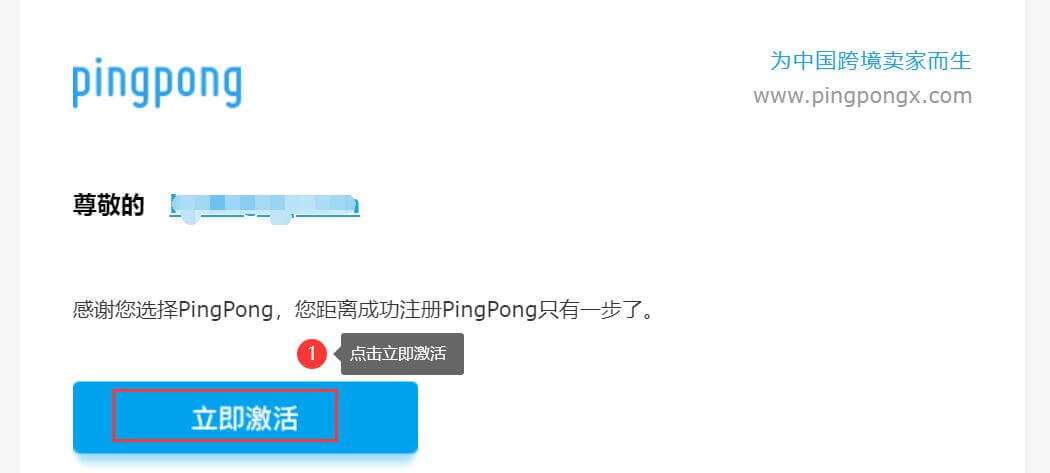 pingpong
为中国跨境卖家而生
www.pingpongx.com
尊敬的
感谢您选择PingPong，您距离成功注册PingPong只有一步了。
1 点击立即激活
立即激活